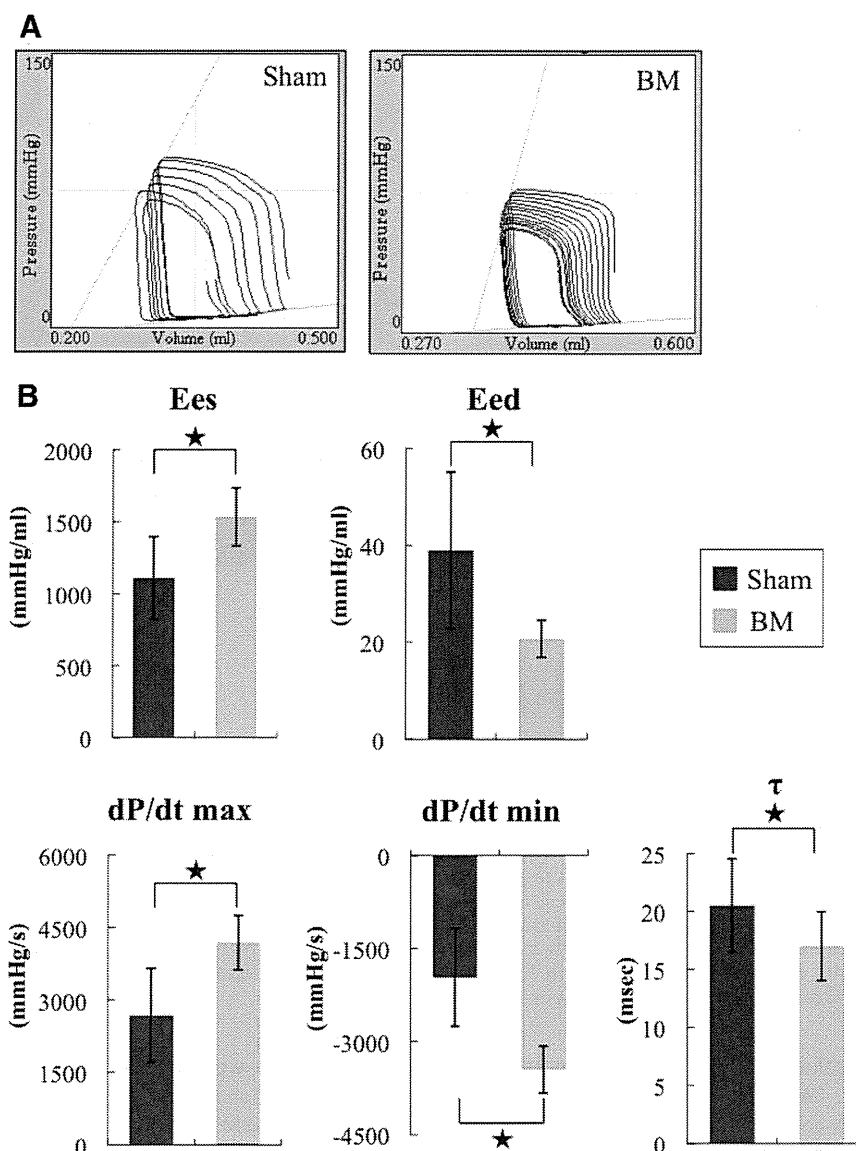 A
150
Sham
Pressure (mmHg)
0
0.200
Volume (ml)
0.500
150
BM
Pressure (mmHg)
0
0.270
Volume (ml)
0.600
B
Ees
★
2000
1500
1000
500
0
(mmHg/ml)
Eed
★
60
40
20
0
(mmHg/ml)
Sham
BM
dP/dt max
★
6000
4500
3000
1500
0
(mmHg/s)
dP/dt min
0
-1500
-3000
-4500
(mmHg/s)
★
τ
★
25
20
15
10
5
0
(msec)